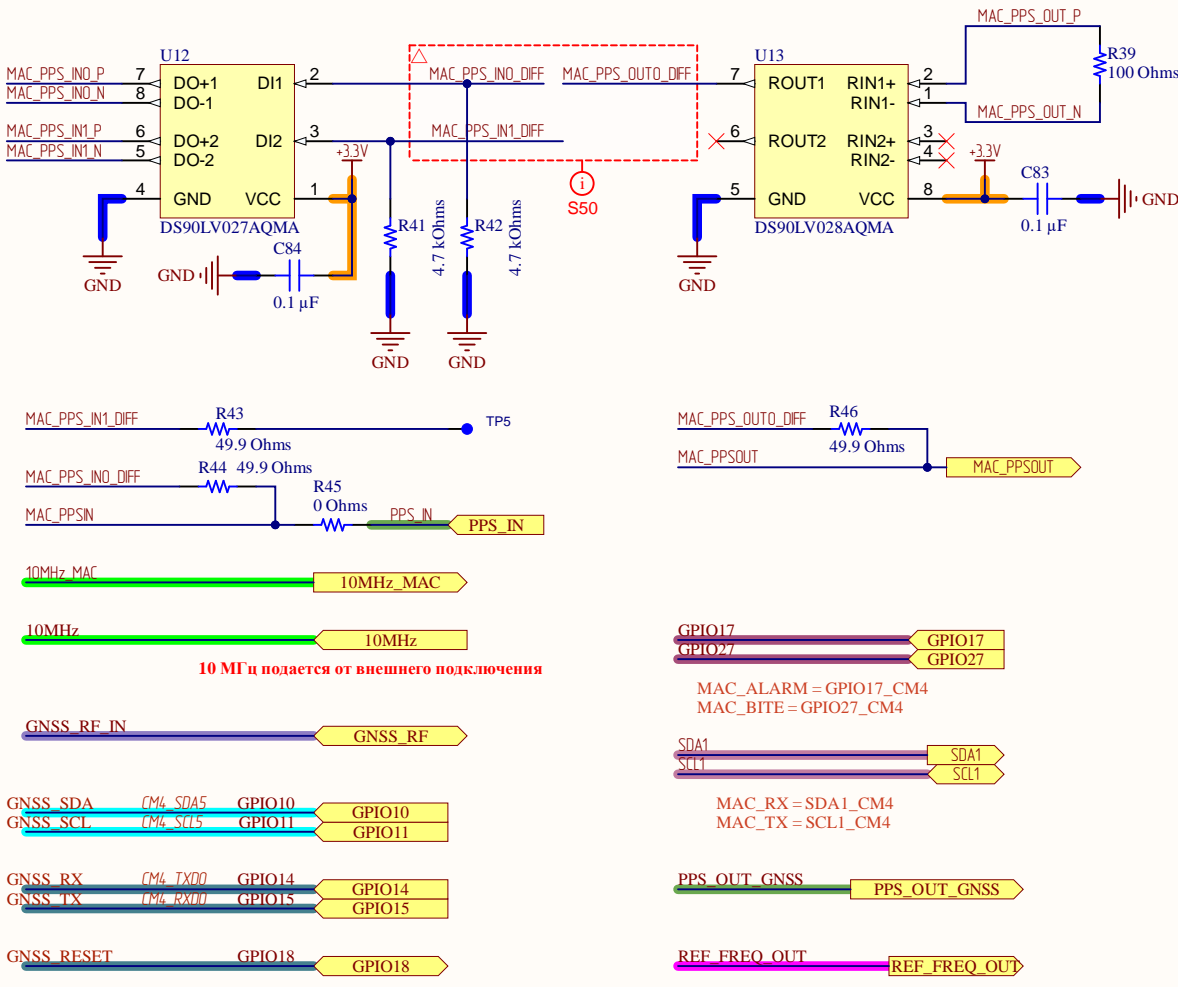 MAC_PPS_OUT_P
U12
U13
R39
100 Ohms
MAC_PPS_IN0_P
7
DO+1
DI1
2
MAC_PPS_IN0_DIFF
MAC_PPS_OUT0_DIFF
7
ROUT1
RIN1+
2
MAC_PPS_IN0_N
8
DO-1
RIN1-
1
MAC_PPS_OUT_N
MAC_PPS_IN1_P
6
DO+2
DI2
3
MAC_PPS_IN1_DIFF
6
ROUT2
RIN2+
3
MAC_PPS_IN1_N
5
DO-2
+3.3V
RIN2-
4
+3.3V
i
S50
C83
4
GND
VCC
1
5
GND
VCC
8
GND
DS90LV027AQMA
R41
4.7 kOhms
R42
4.7 kOhms
DS90LV028AQMA
0.1 µF
C84
GND
GND
0.1 µF
GND
GND
GND
GND
MAC_PPS_IN1_DIFF
R43
49.9 Ohms
TP5
MAC_PPS_OUT0_DIFF
R46
49.9 Ohms
MAC_PPSOUT
MAC_PPSOUT
MAC_PPS_IN0_DIFF
R44
49.9 Ohms
R45
0 Ohms
MAC_PPSIN
PPS_IN
PPS_IN
10MHz_MAC
10MHz_MAC
10MHz
10MHz
10 МГц подается от внешнего подключения
GPIO17
GPIO17
GPIO27
GPIO27
MAC_ALARM = GPIO17_CM4
MAC_BITE = GPIO27_CM4
GNSS_RF_IN
GNSS_RF
SDA1
SDA1
SCL1
SCL1
MAC_RX = SDA1_CM4
MAC_TX = SCL1_CM4
GNSS_SDA
CM4_SDA5
GPIO10
GPIO10
GNSS_SCL
CM4_SCL5
GPIO11
GPIO11
GNSS_RX
CM4_TXD0
GPIO14
GPIO14
GNSS_TX
CM4_RXD0
GPIO15
GPIO15
PPS_OUT_GNSS
PPS_OUT_GNSS
GNSS_RESET
GPIO18
GPIO18
REF_FREQ_OUT
REF_FREQ_OUT